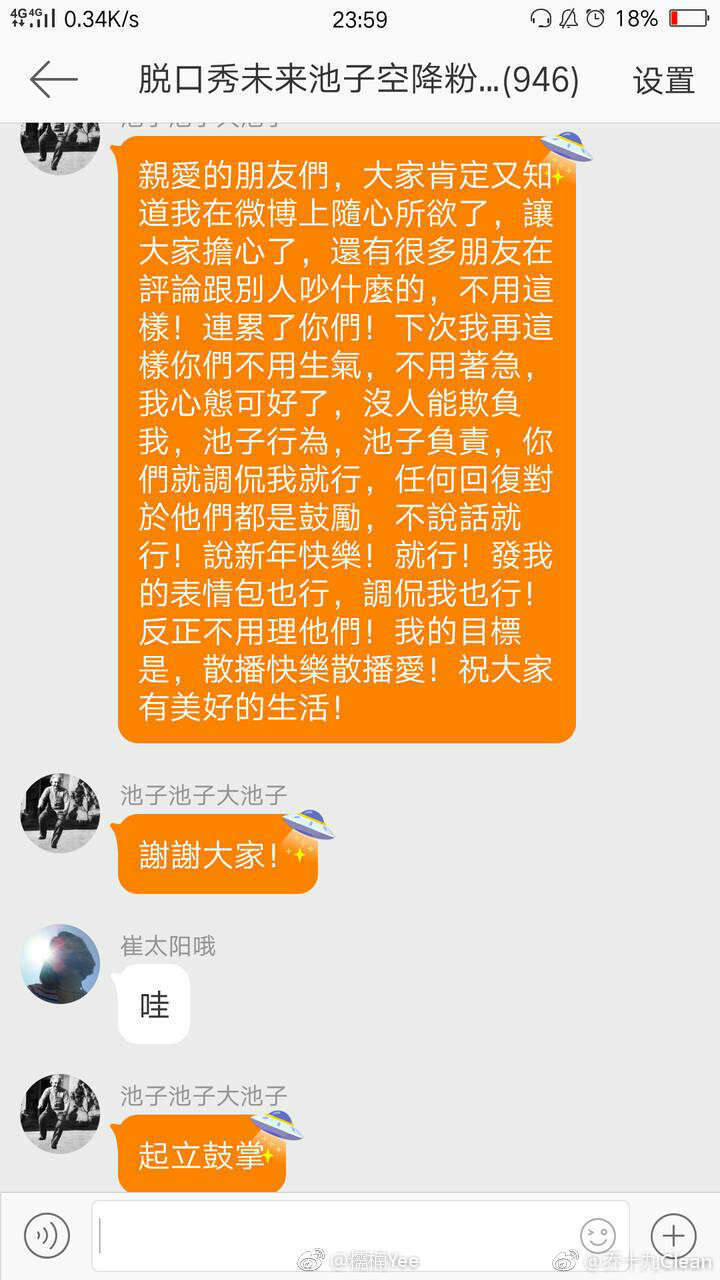 4G 4G 0.34K/s 23:59 18%
脱口秀未来池子空降粉...(946) 设置
池子池子大池子
親愛的朋友們，大家肯定又知
道我在微博上隨心所欲了，讓
大家擔心了，還有很多朋友在
評論跟別人吵什麼的，不用這
樣！連累了你們！下次我再這
樣你們不用生氣，不用著急，
我心態可好了，沒人能欺負
我，池子行為，池子負責，你
們就調侃我就行，任何回復對
於他們都是鼓勵，不說話就
行！說新年快樂！就行！發我
的表情包也行，調侃我也行！
反正不用理他們！我的目標
是，散播快樂散播愛！祝大家
有美好的生活！
池子池子大池子
謝謝大家！
崔太阳哦
哇
池子池子大池子
起立鼓掌
@糯楠Yee
@乔十九iClean